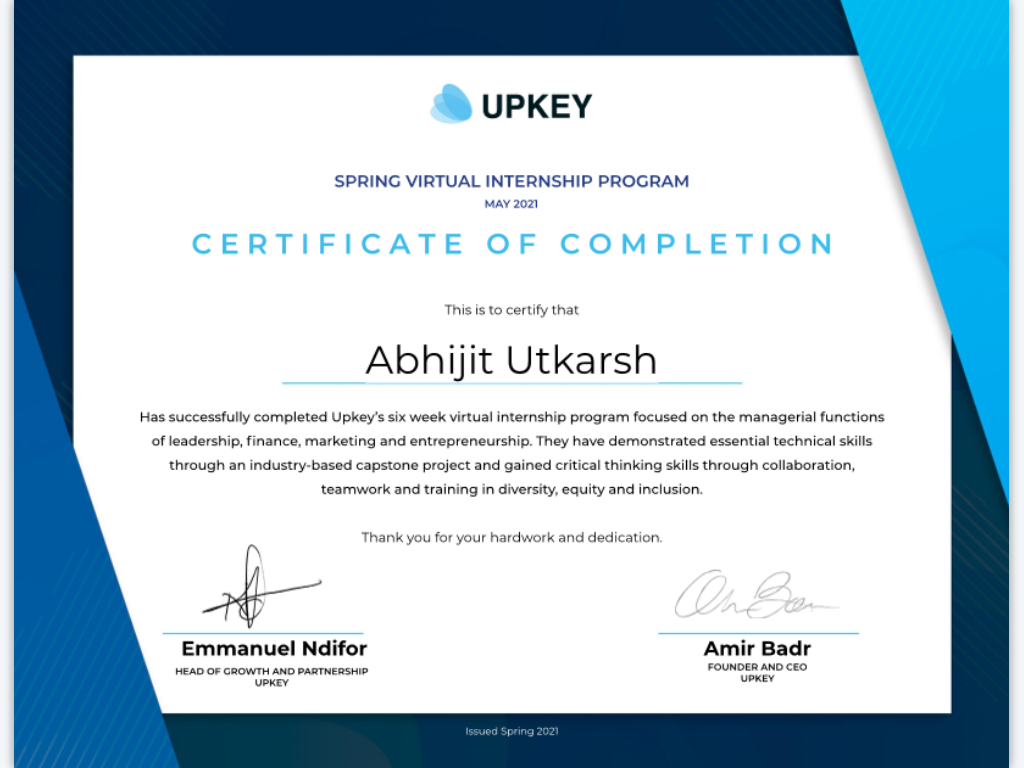 UPKEY
SPRING VIRTUAL INTERNSHIP PROGRAM
MAY 2021
CERTIFICATE OF COMPLETION
This is to certify that
Abhijit Utkarsh
Has successfully completed Upkey's six week virtual internship program focused on the managerial functions
of leadership, finance, marketing and entrepreneurship. They have demonstrated essential technical skills
through an industry-based capstone project and gained critical thinking skills through collaboration,
teamwork and training in diversity, equity and inclusion.
Thank you for your hardwork and dedication.
Emmanuel Ndifor
HEAD OF GROWTH AND PARTNERSHIP
UPKEY
Amir Badr
FOUNDER AND CEO
UPKEY
Issued Spring 2021